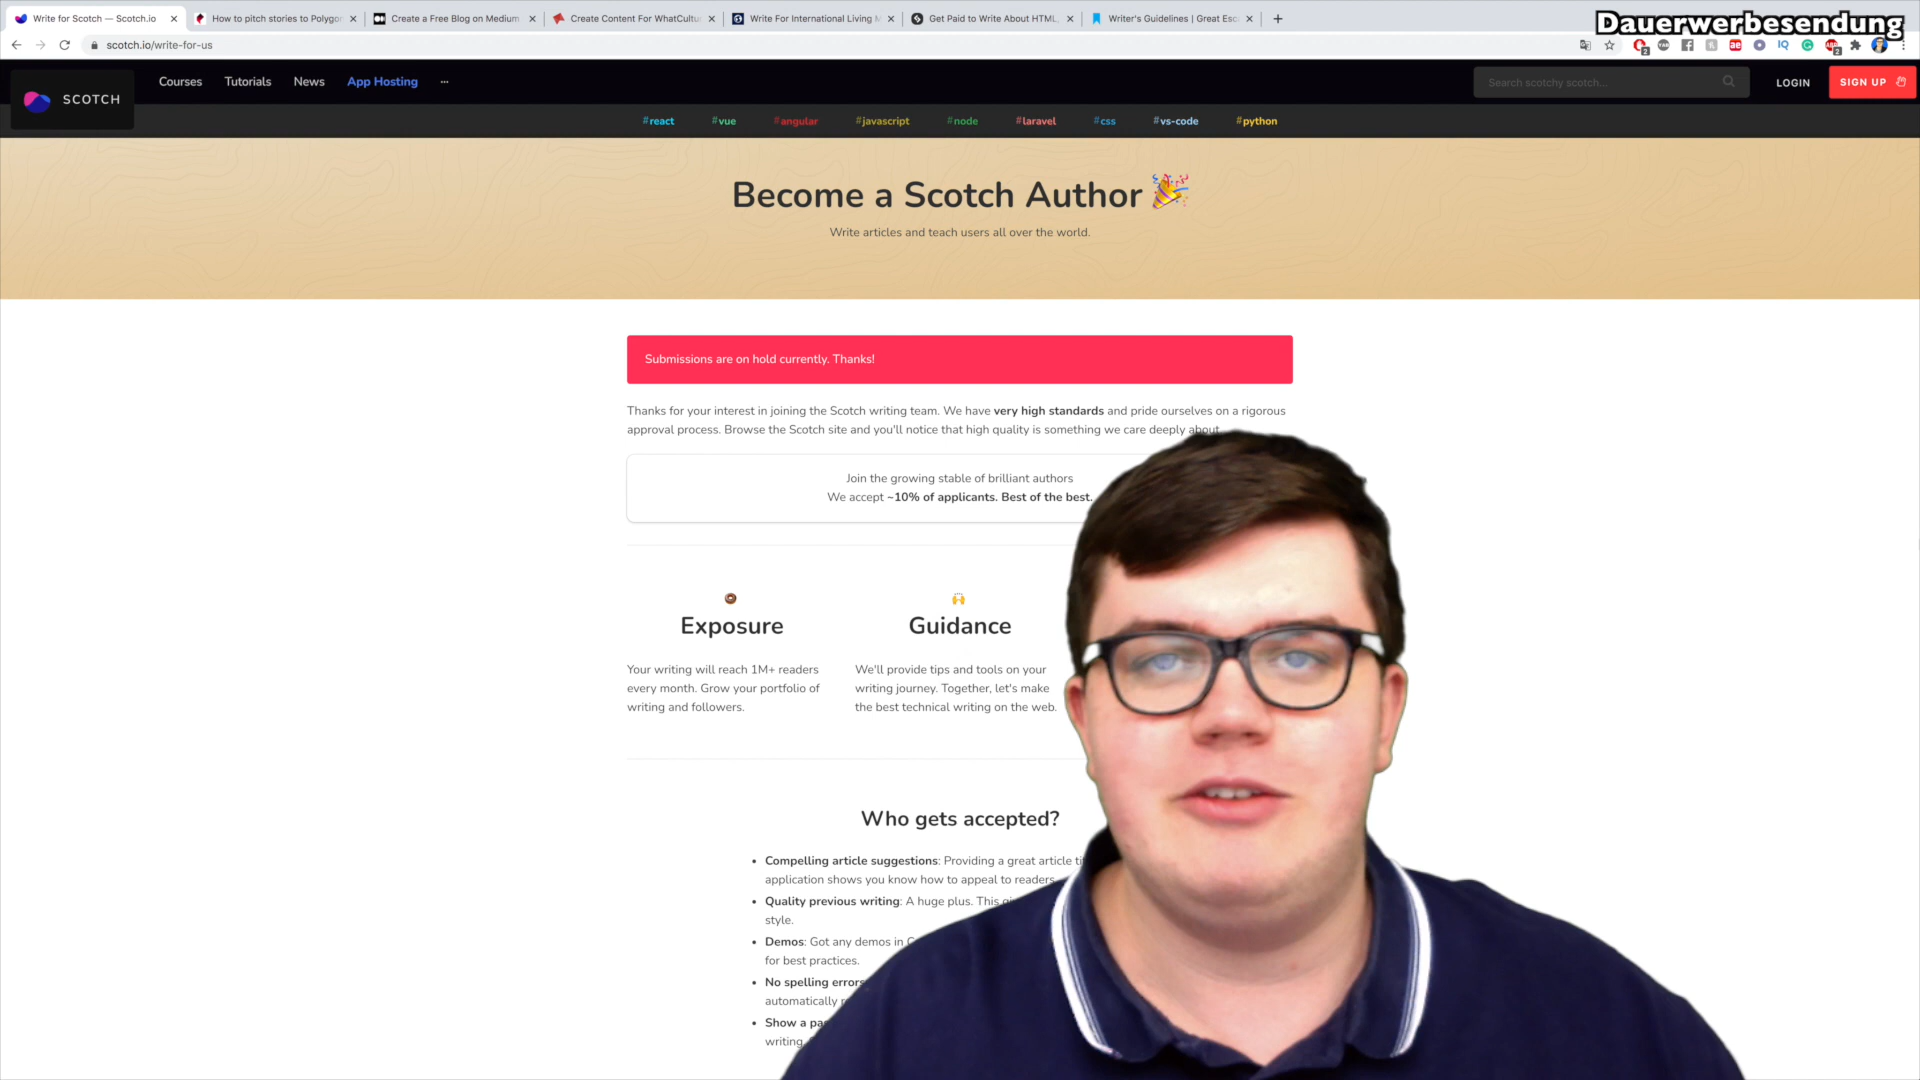 Dauerwerbesendung
Write for Scotch — Scotch.io
How to pitch stories to Polygon
Create a Free Blog on Medium
Create Content For WhatCultu
Write For International Living M
Get Paid to Write About HTML,
Writer's Guidelines | Great Esc
scotch.io/write-for-us
SCOTCH
Courses Tutorials News App Hosting ···
Search scotchy scotch...
LOGIN
SIGN UP
#react #vue #angular #javascript #node #laravel #css #vs-code #python
Become a Scotch Author
Write articles and teach users all over the world.
Submissions are on hold currently. Thanks!
Thanks for your interest in joining the Scotch writing team. We have very high standards and pride ourselves on a rigorous
approval process. Browse the Scotch site and you'll notice that high quality is something we care deeply about.
Join the growing stable of brilliant authors
We accept ~10% of applicants. Best of the best.
Exposure
Your writing will reach 1M+ readers
every month. Grow your portfolio of
writing and followers.
Guidance
We'll provide tips and tools on your
writing journey. Together, let's make
the best technical writing on the web.
Who gets accepted?
• Compelling article suggestions: Providing a great article
application shows you know how to appeal to readers.
• Quality previous writing: A huge plus. This
style.
• Demos: Got any demos in
for best practices.
• No spelling errors
automatically
• Show a
writing.